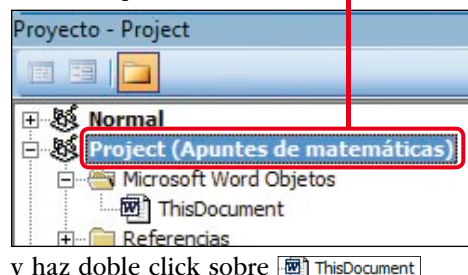 Proyecto - Project
Normal
Project (Apuntes de matemáticas)
Microsoft Word Objetos
ThisDocument
Referencias
y haz doble click sobre ThisDocument